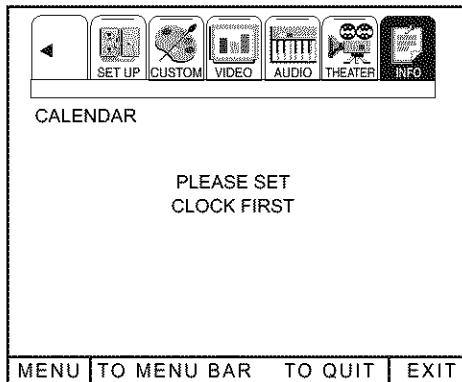 SET UP CUSTOM VIDEO AUDIO THEATER INFO
CALENDAR
PLEASE SET
CLOCK FIRST
MENU TO MENU BAR TO QUIT EXIT